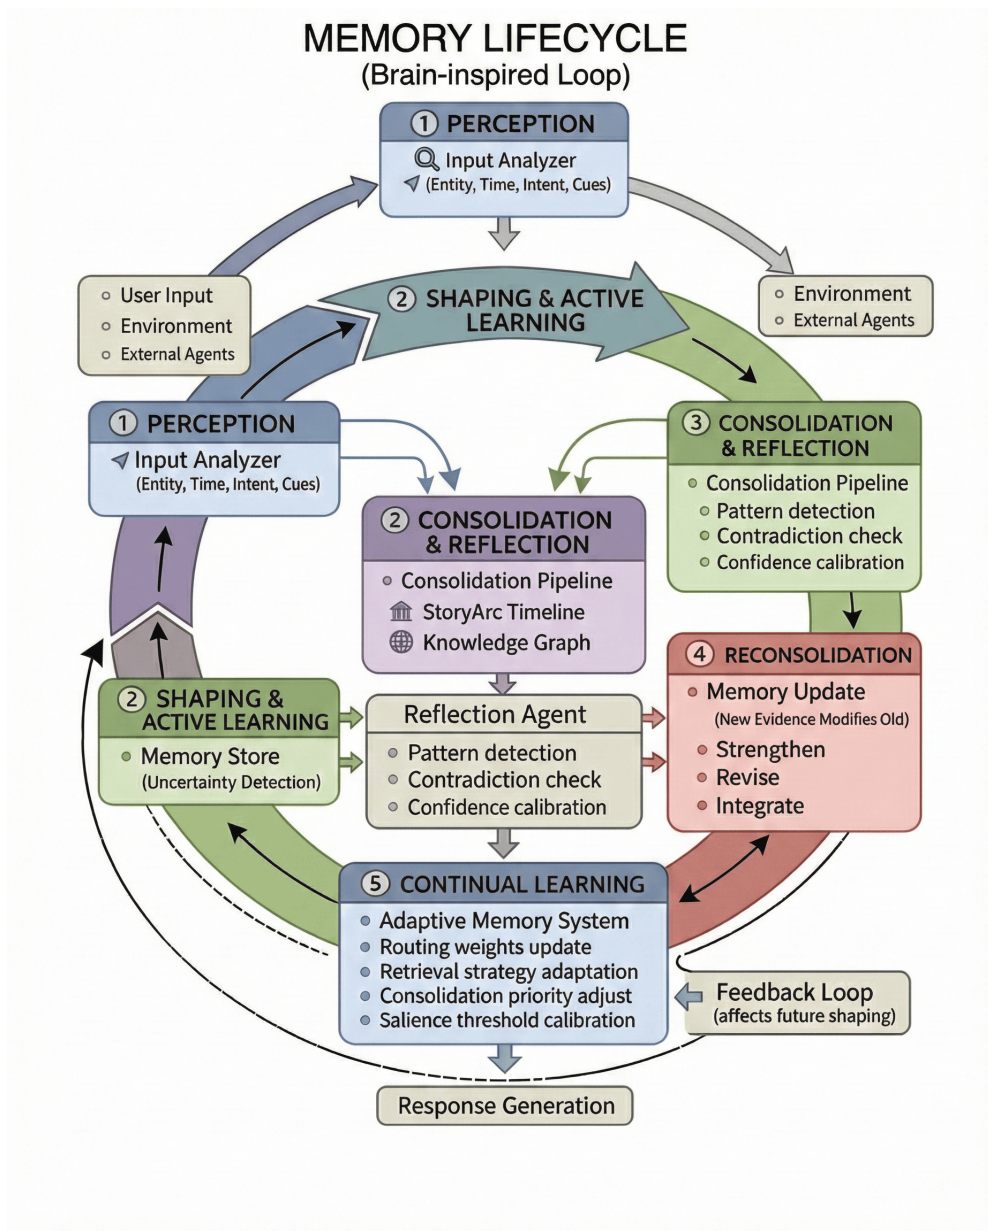 MEMORY LIFECYCLE
(Brain-inspired Loop)
1 PERCEPTION
Input Analyzer
(Entity, Time, Intent, Cues)
User Input
Environment
External Agents
2 SHAPING & ACTIVE
LEARNING
Environment
External Agents
1 PERCEPTION
Input Analyzer
(Entity, Time, Intent, Cues)
3 CONSOLIDATION
& REFLECTION
Consolidation Pipeline
Pattern detection
Contradiction check
Confidence calibration
2 CONSOLIDATION
& REFLECTION
Consolidation Pipeline
StoryArc Timeline
Knowledge Graph
2 SHAPING &
ACTIVE LEARNING
Memory Store
(Uncertainty Detection)
Reflection Agent
Pattern detection
Contradiction check
Confidence calibration
4 RECONSOLIDATION
Memory Update
(New Evidence Modifies Old)
Strengthen
Revise
Integrate
5 CONTINUAL LEARNING
Adaptive Memory System
Routing weights update
Retrieval strategy adaptation
Consolidation priority adjust
Salience threshold calibration
Feedback Loop
(affects future shaping)
Response Generation